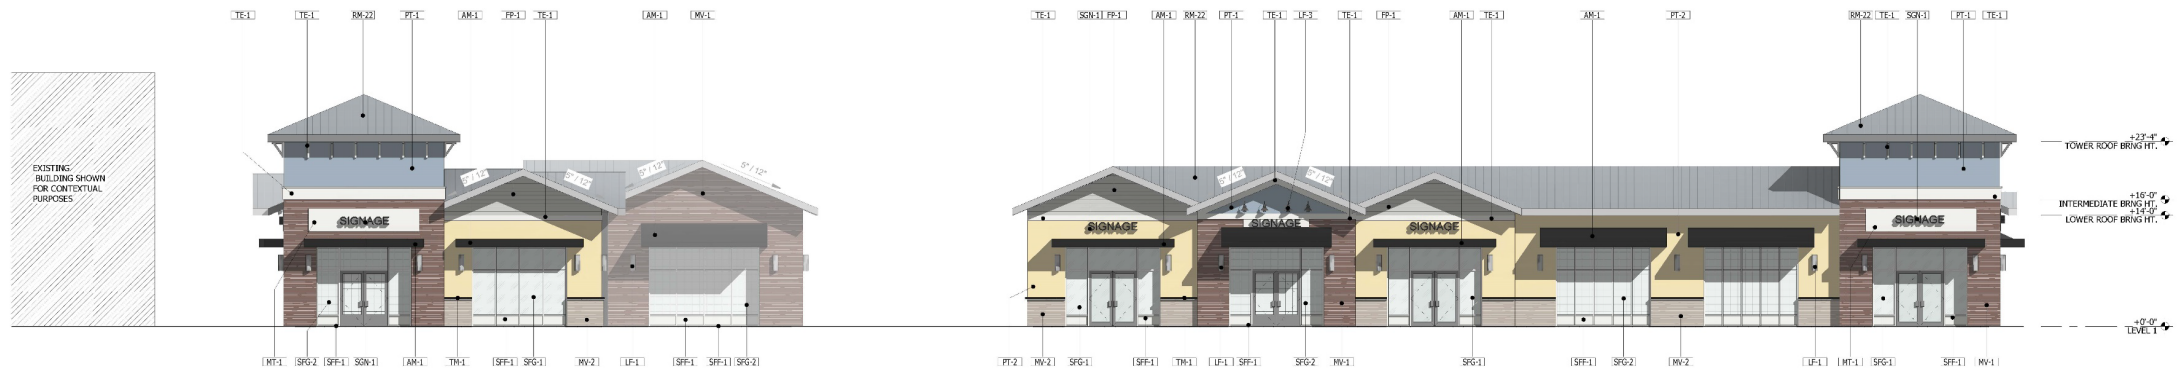 TE-1 TE-1 RM-22 PT-1 AM-1 FP-1 TE-1 AM-1 MV-1 TE-1 SGN-1 FP-1 AM-1 RM-22 PT-1 TE-1 LF-3 TE-1 FP-1 AM-1 TE-1 AM-1 PT-2 RM-22 TE-1 SGN-1 PT-1 TE-1
+23'-4"
TOWER ROOF BRNG HT.
EXISTING
BUILDING SHOWN
FOR CONTEXTUAL
PURPOSES
5" / 12" 5" / 12" 5" / 12" 5" / 12" 5" / 12" 5" / 12"
+16'-0"
INTERMEDIATE BRNG HT.
+14'-0"
LOWER ROOF BRNG HT.
SIGNAGE SIGNAGE SIGNAGE SIGNAGE SIGNAGE
+0'-0"
LEVEL 1
MT-1 SFG-2 SFF-1 SGN-1 AM-1 TM-1 SFF-1 SFG-1 MV-2 LF-1 SFF-1 SFF-1 SFG-2 PT-2 MV-2 SFG-1 SFF-1 TM-1 LF-1 SFF-1 SFG-2 MV-1 SFG-1 SFF-1 SFG-2 MV-2 LF-1 MT-1 SFG-1 SFF-1 MV-1